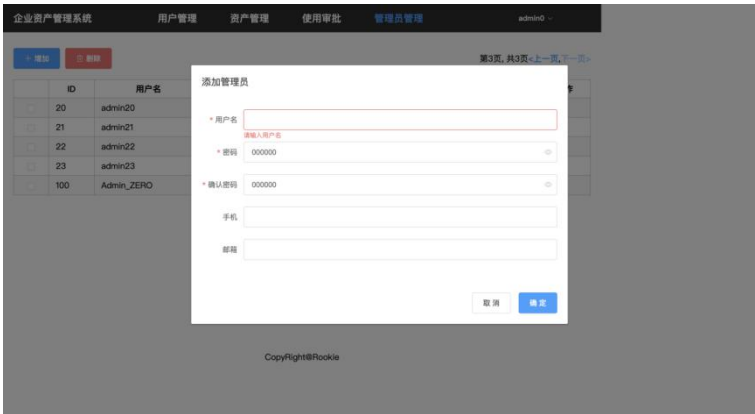 企业资产管理系统 用户管理 资产管理 使用审批 管理员管理 admin0
+ 增加 删除 第3页, 共3页<上一页,下一页>
ID 用户名 作
添加管理员
20 admin20
* 用户名
21 admin21
请输入用户名
22 admin22
* 密码 000000
23 admin23
100 Admin_ZERO
* 确认密码 000000
手机
邮箱
取消 确定
CopyRight@Rookie